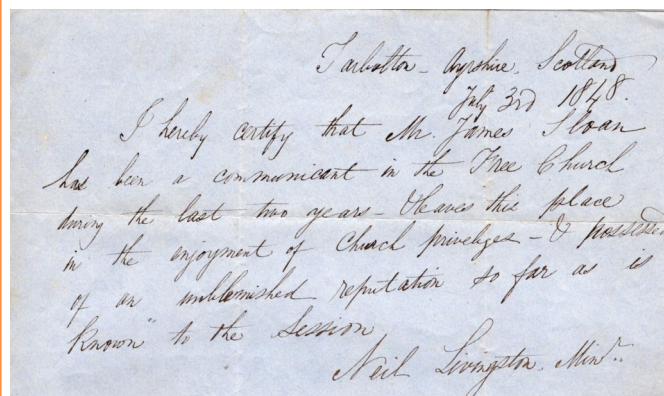 Tarbolton - Ayrshire, Scotland
July 3rd 1848.
I hereby certify that Mr. James Sloan
has been a communicant in the Free Church
during the last two years - & leaves this place
in the enjoyment of Church priveliges - & possessed
of an unblemished reputation so far as is
known" to the Session
Neil Livingston. Minr.